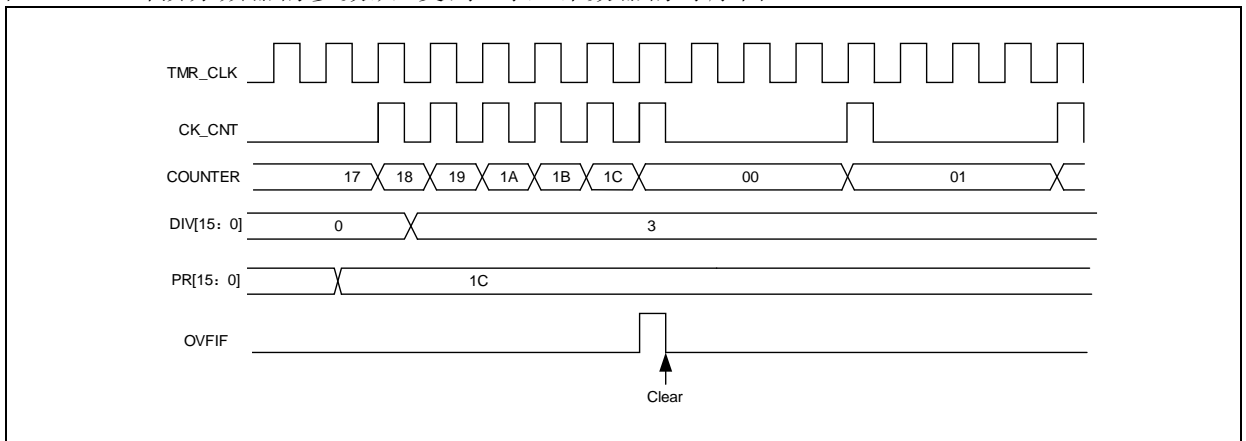 TMR_CLK
CK_CNT
COUNTER 17 18 19 1A 1B 1C 00 01
DIV[15：0] 0 3
PR[15：0] 1C
OVFIF
Clear